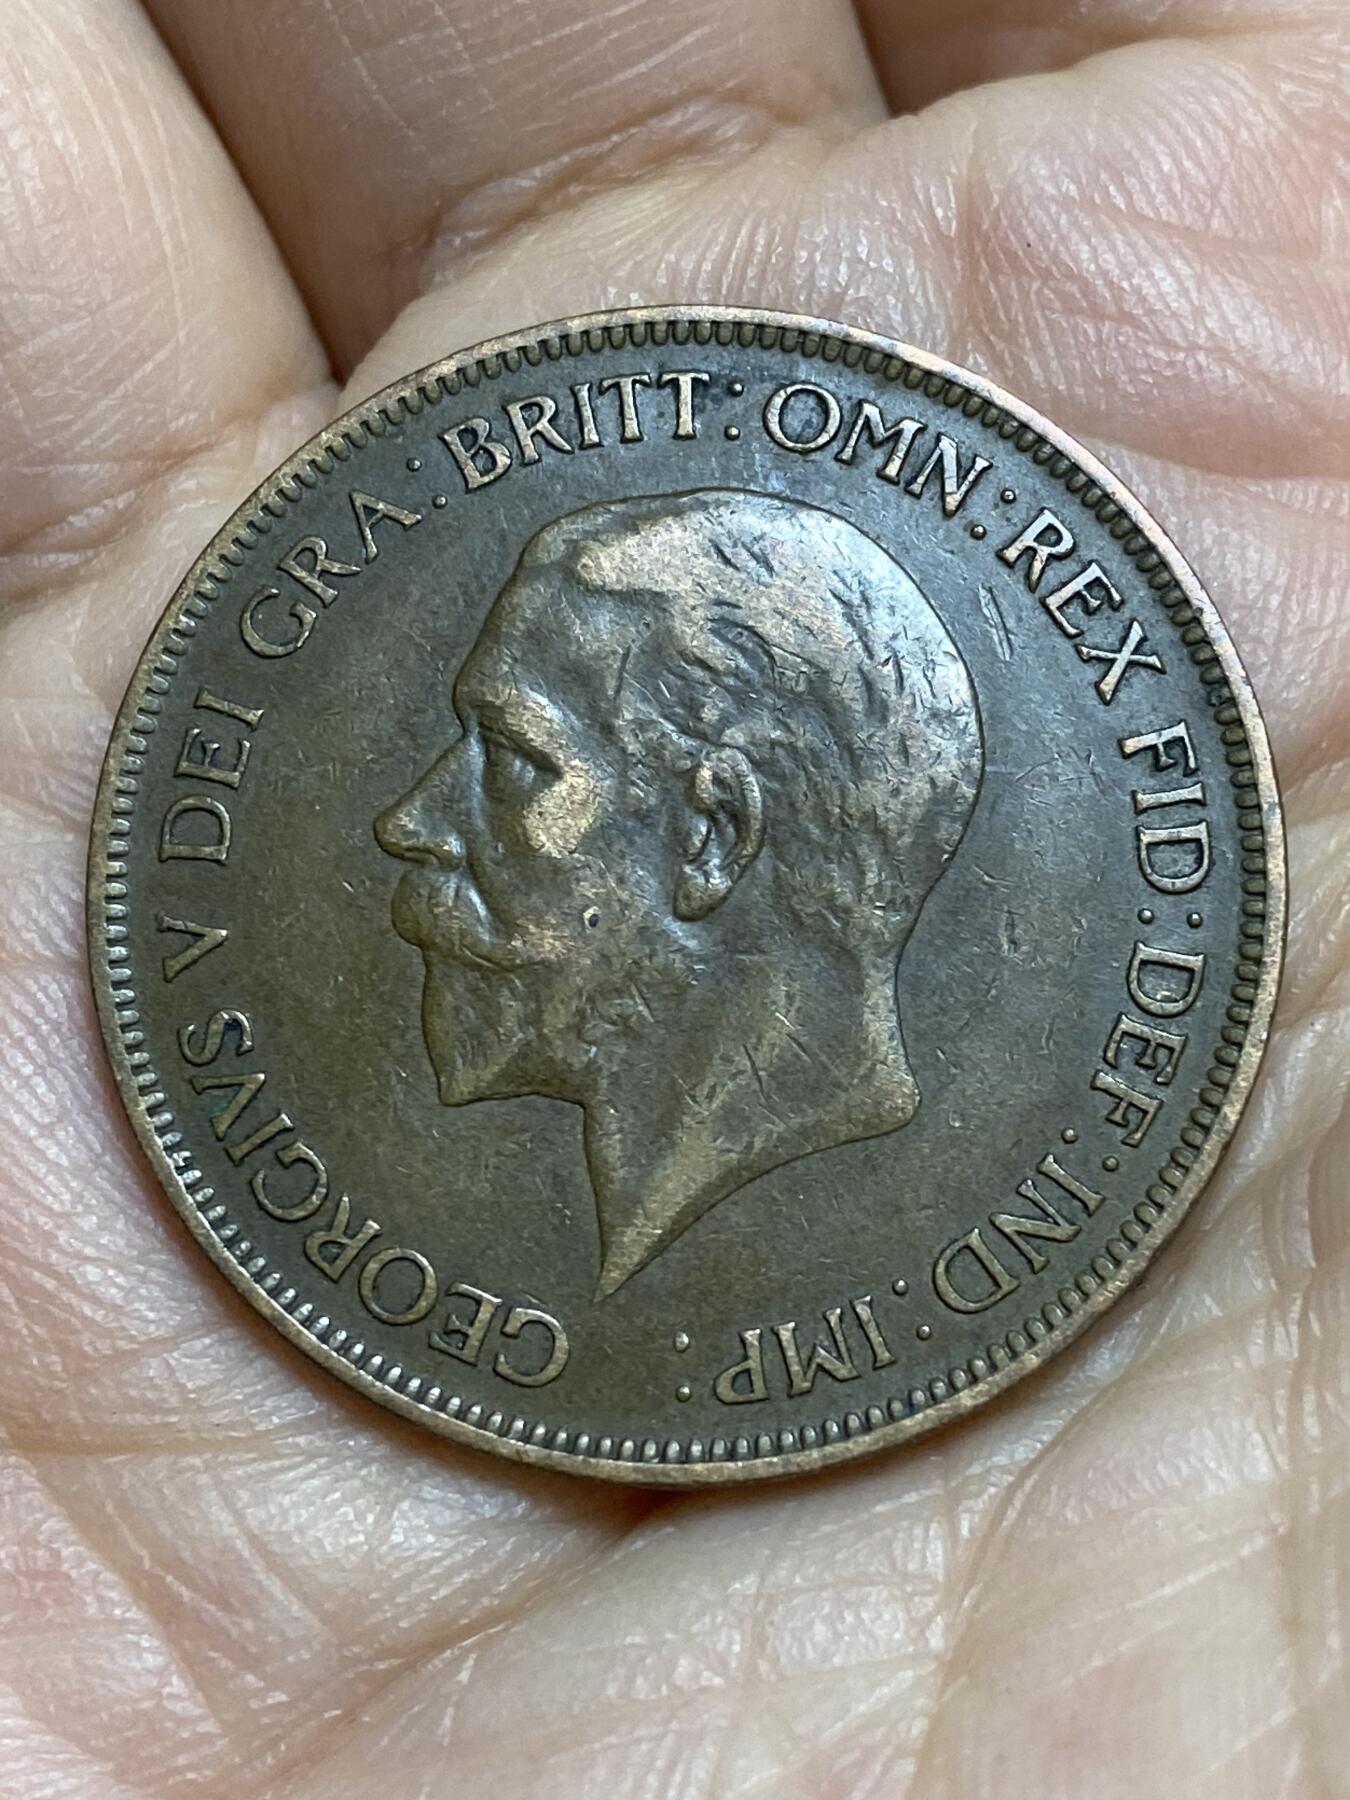 GEORGIVS V DEI GRA: BRITT: OMN: REX FID: DEF: IND: IMP: